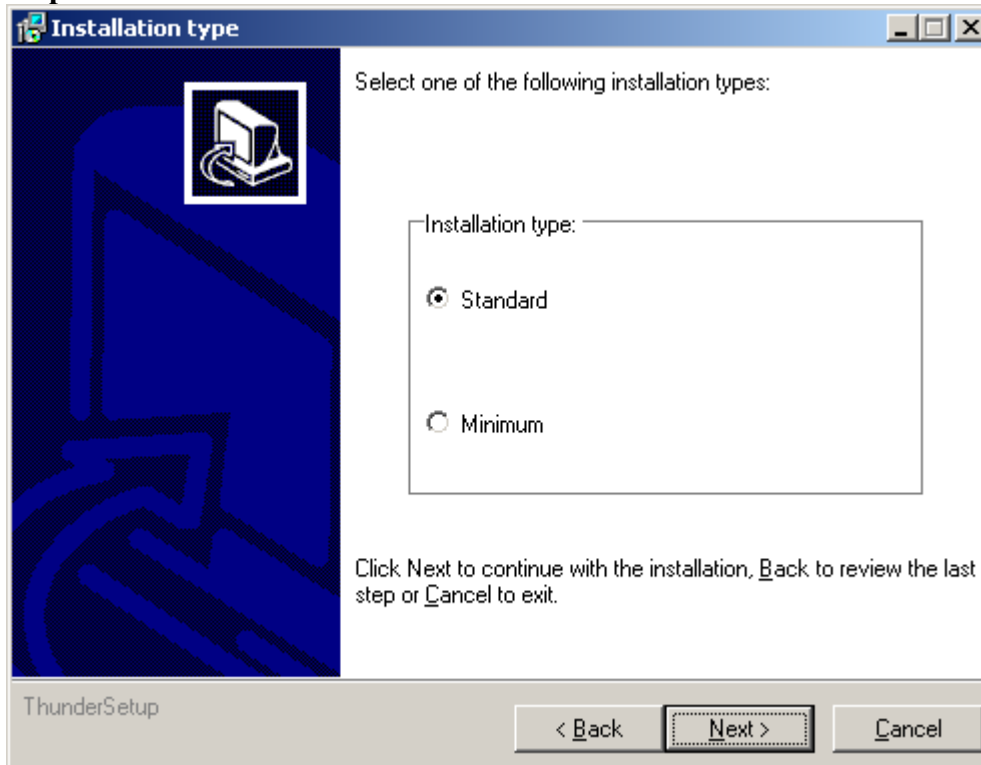 Installation type
Select one of the following installation types:
Installation type:
Standard
Minimum
Click Next to continue with the installation, Back to review the last
step or Cancel to exit.
ThunderSetup
< Back
Next >
Cancel